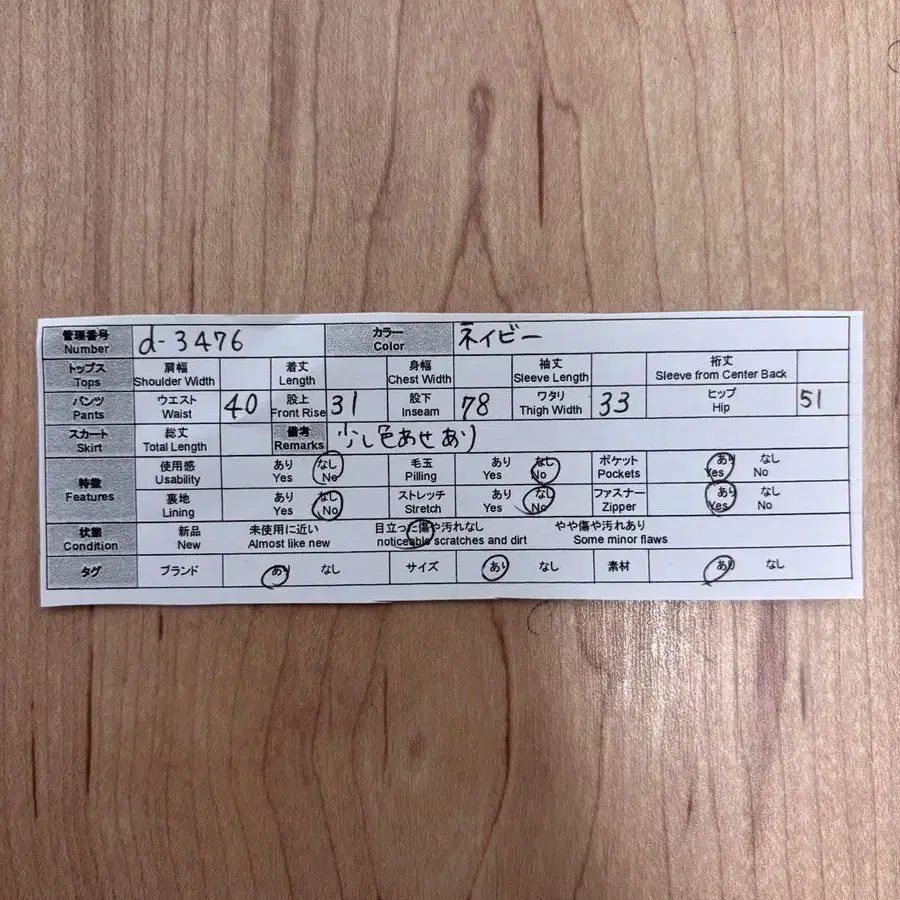 管理番号 Number d-3476 カラー Color ネイビー
トップス Tops 肩幅 Shoulder Width 着丈 Length 身幅 Chest Width 袖丈 Sleeve Length 裄丈 Sleeve from Center Back
パンツ Pants ウエスト Waist 40 股上 Front Rise 31 股下 Inseam 78 ワタリ Thigh Width 33 ヒップ Hip 51
スカート Skirt 総丈 Total Length 備考 Remarks 少し色あせあり
特徴 Features 使用感 Usability あり Yes なし No 毛玉 Pilling あり Yes なし No ポケット Pockets あり Yes なし No
裏地 Lining あり Yes なし No ストレッチ Stretch あり Yes なし No ファスナー Zipper あり Yes なし No
状態 Condition 新品 New 未使用に近い Almost like new 目立った傷や汚れなし noticeable scratches and dirt やや傷や汚れあり Some minor flaws
タグ ブランド あり なし サイズ あり なし 素材 あり なし